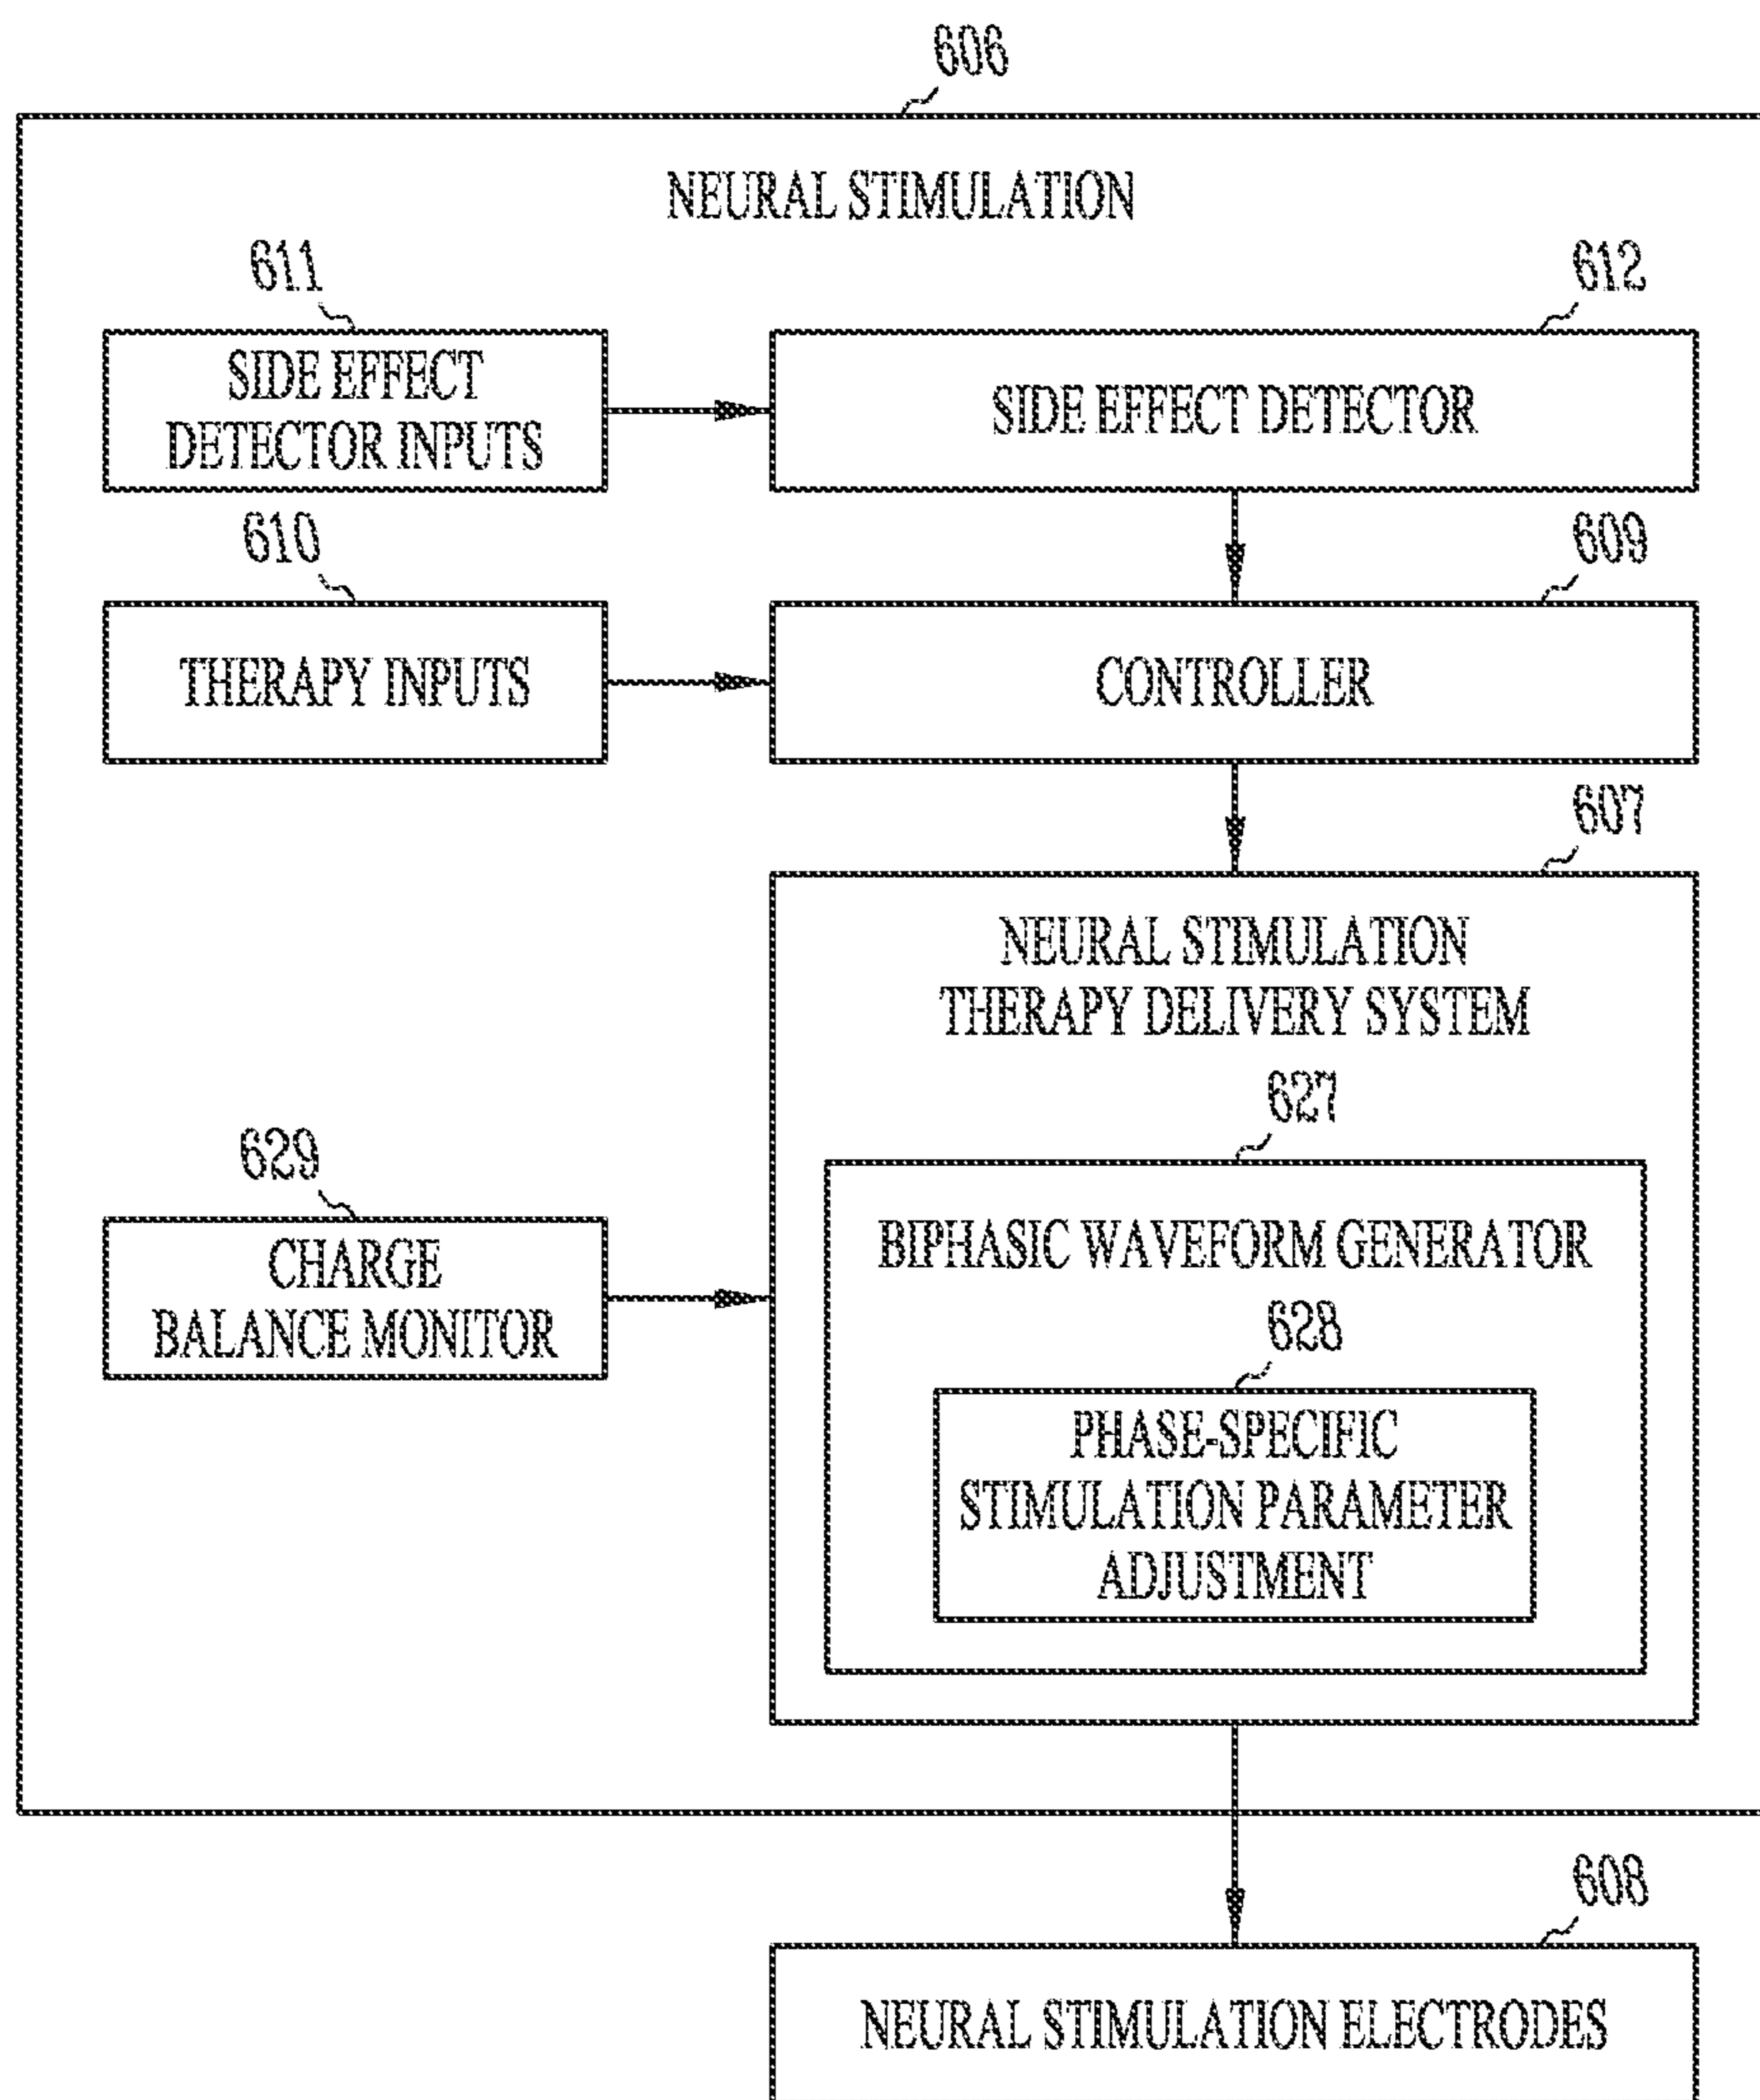 606
NEURAL STIMULATION
611
612
SIDE EFFECT
DETECTOR INPUTS
SIDE EFFECT DETECTOR
610
609
THERAPY INPUTS
CONTROLLER
607
NEURAL STIMULATION
THERAPY DELIVERY SYSTEM
627
629
CHARGE
BALANCE MONITOR
BIPHASIC WAVEFORM GENERATOR
628
PHASE-SPECIFIC
STIMULATION PARAMETER
ADJUSTMENT
608
NEURAL STIMULATION ELECTRODES